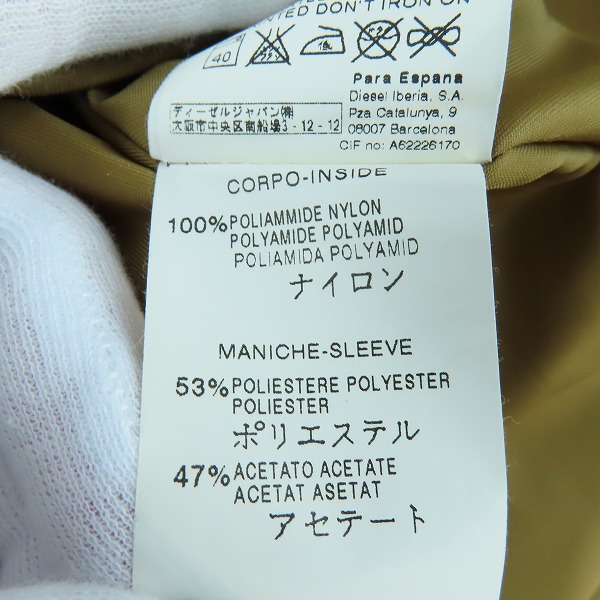 PRINTED DON'T IRON ON
40
Para Espana
Diesel Iberia, S.A.
Pza Catalunya, 9
08007 Barcelona
CIF no: A62226170
ディーゼルジャパン㈱
大阪市中央区南船場3-12-12
CORPO-INSIDE
100% POLIAMMIDE NYLON
POLYAMIDE POLYAMID
POLIAMIDA POLYAMID
ナイロン
MANICHE-SLEEVE
53% POLIESTERE POLYESTER
POLIESTER
ポリエステル
47% ACETATO ACETATE
ACETAT ASETAT
アセテート